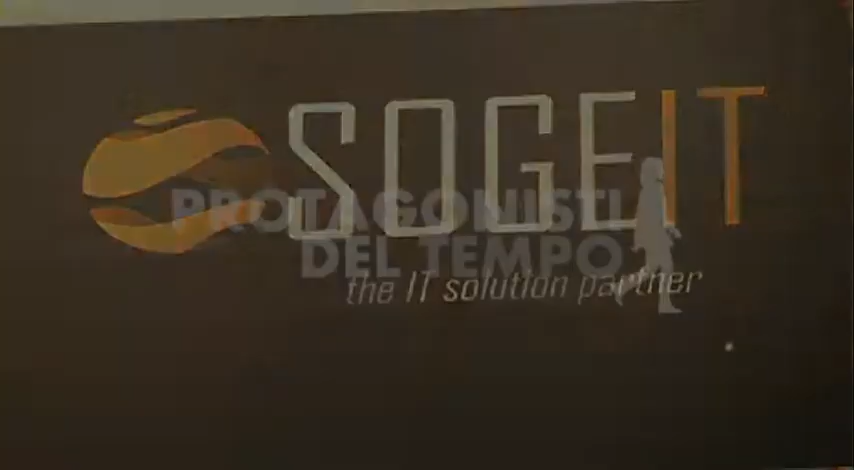 SOGEIT
PROTAGONISTI
DEL TEMPO
the IT solution partner